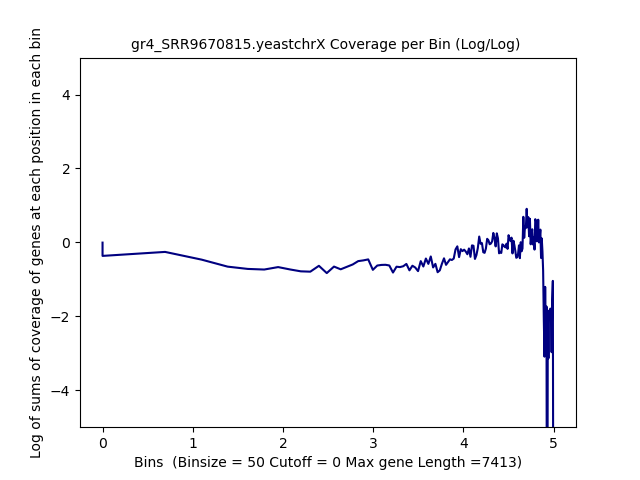 gr4_SRR9670815.yeastchrX Coverage per Bin (Log/Log)
Log of sums of coverage of genes at each position in each bin
4
2
0
−2
−4
0 1 2 3 4 5
Bins  (Binsize = 50 Cutoff = 0 Max gene Length =7413)